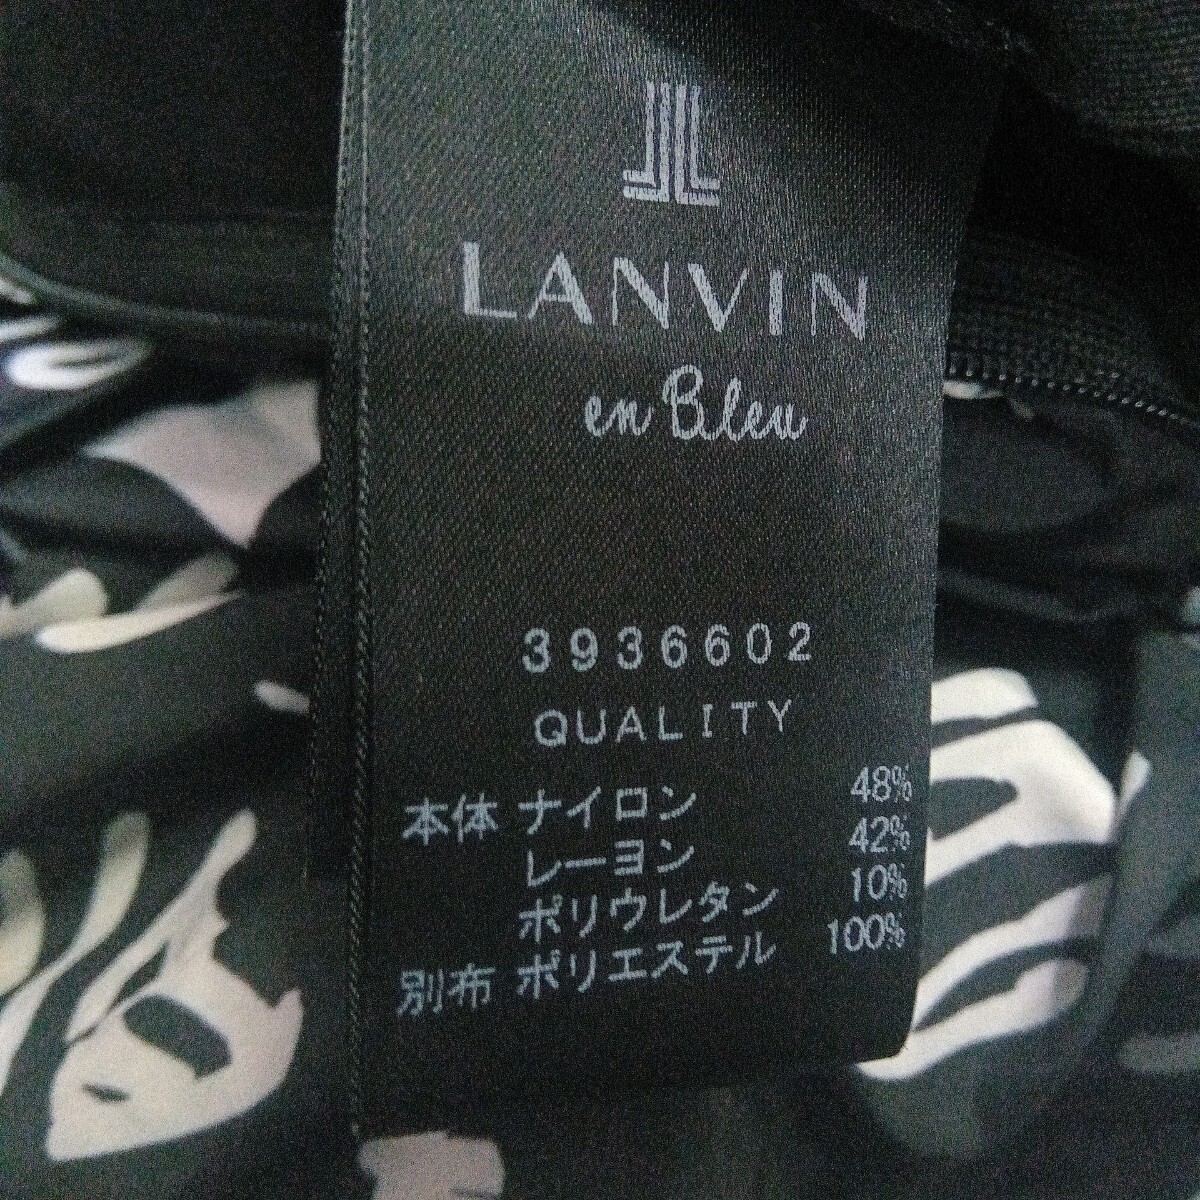 LANVIN
en Bleu
3936602
QUALITY
本体 ナイロン 48%
レーヨン 42%
ポリウレタン 10%
別布 ポリエステル 100%